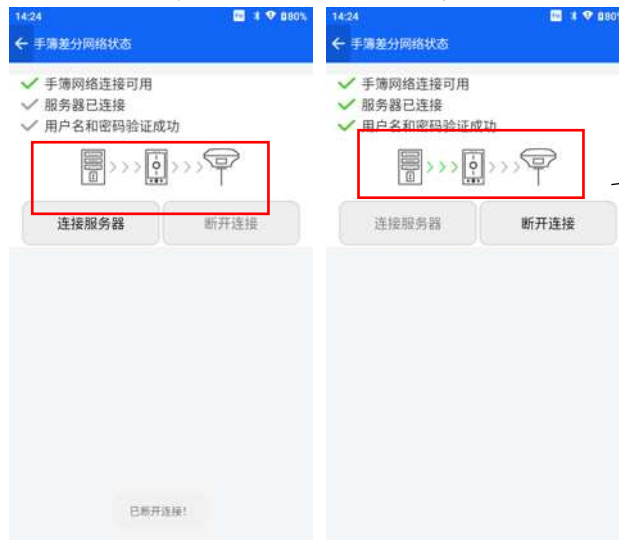 14:24
80%
手簿差分网络状态
手簿网络连接可用
服务器已连接
用户名和密码验证成功
连接服务器 断开连接
已断开连接!
14:24
80%
手簿差分网络状态
手簿网络连接可用
服务器已连接
用户名和密码验证成功
连接服务器 断开连接